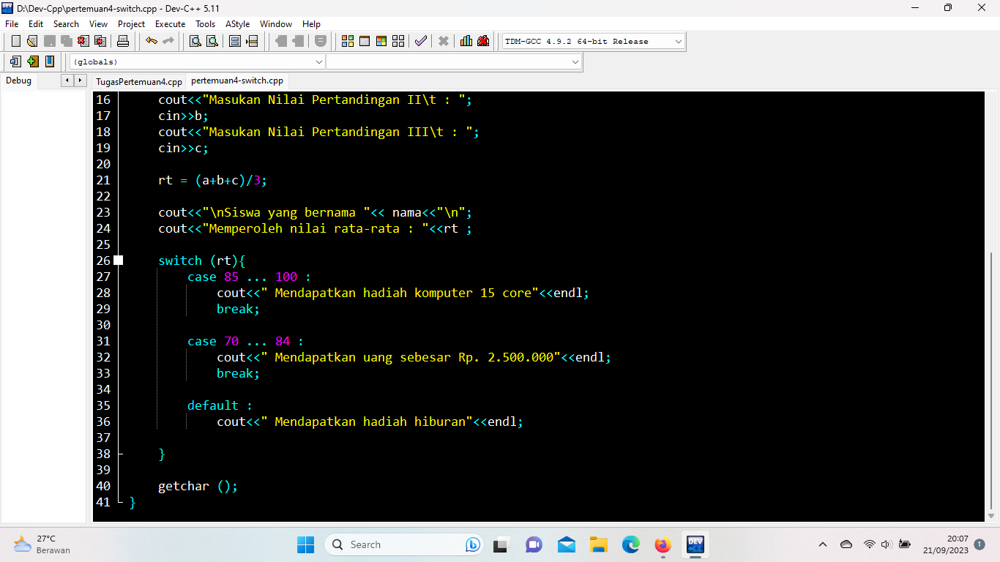 D:\Dev-Cpp\pertemuan4-switch.cpp - Dev-C++ 5.11
File Edit Search View Project Execute Tools AStyle Window Help
TDM-GCC 4.9.2 64-bit Release
(globals)
Debug
TugasPertemuan4.cpp pertemuan4-switch.cpp
16 cout<<"Masukan Nilai Pertandingan II\t : ";
17 cin>>b;
18 cout<<"Masukan Nilai Pertandingan III\t : ";
19 cin>>c;
20
21 rt = (a+b+c)/3;
22
23 cout<<"\nSiswa yang bernama "<< nama<<"\n";
24 cout<<"Memperoleh nilai rata-rata : "<<rt ;
25
26 switch (rt){
27 case 85 ... 100 :
28 cout<<" Mendapatkan hadiah komputer 15 core"<<endl;
29 break;
30
31 case 70 ... 84 :
32 cout<<" Mendapatkan uang sebesar Rp. 2.500.000"<<endl;
33 break;
34
35 default :
36 cout<<" Mendapatkan hadiah hiburan"<<endl;
37
38 }
39
40 getchar ();
41 }
27°C
Berawan
Search
DEV
20:07
21/09/2023
1